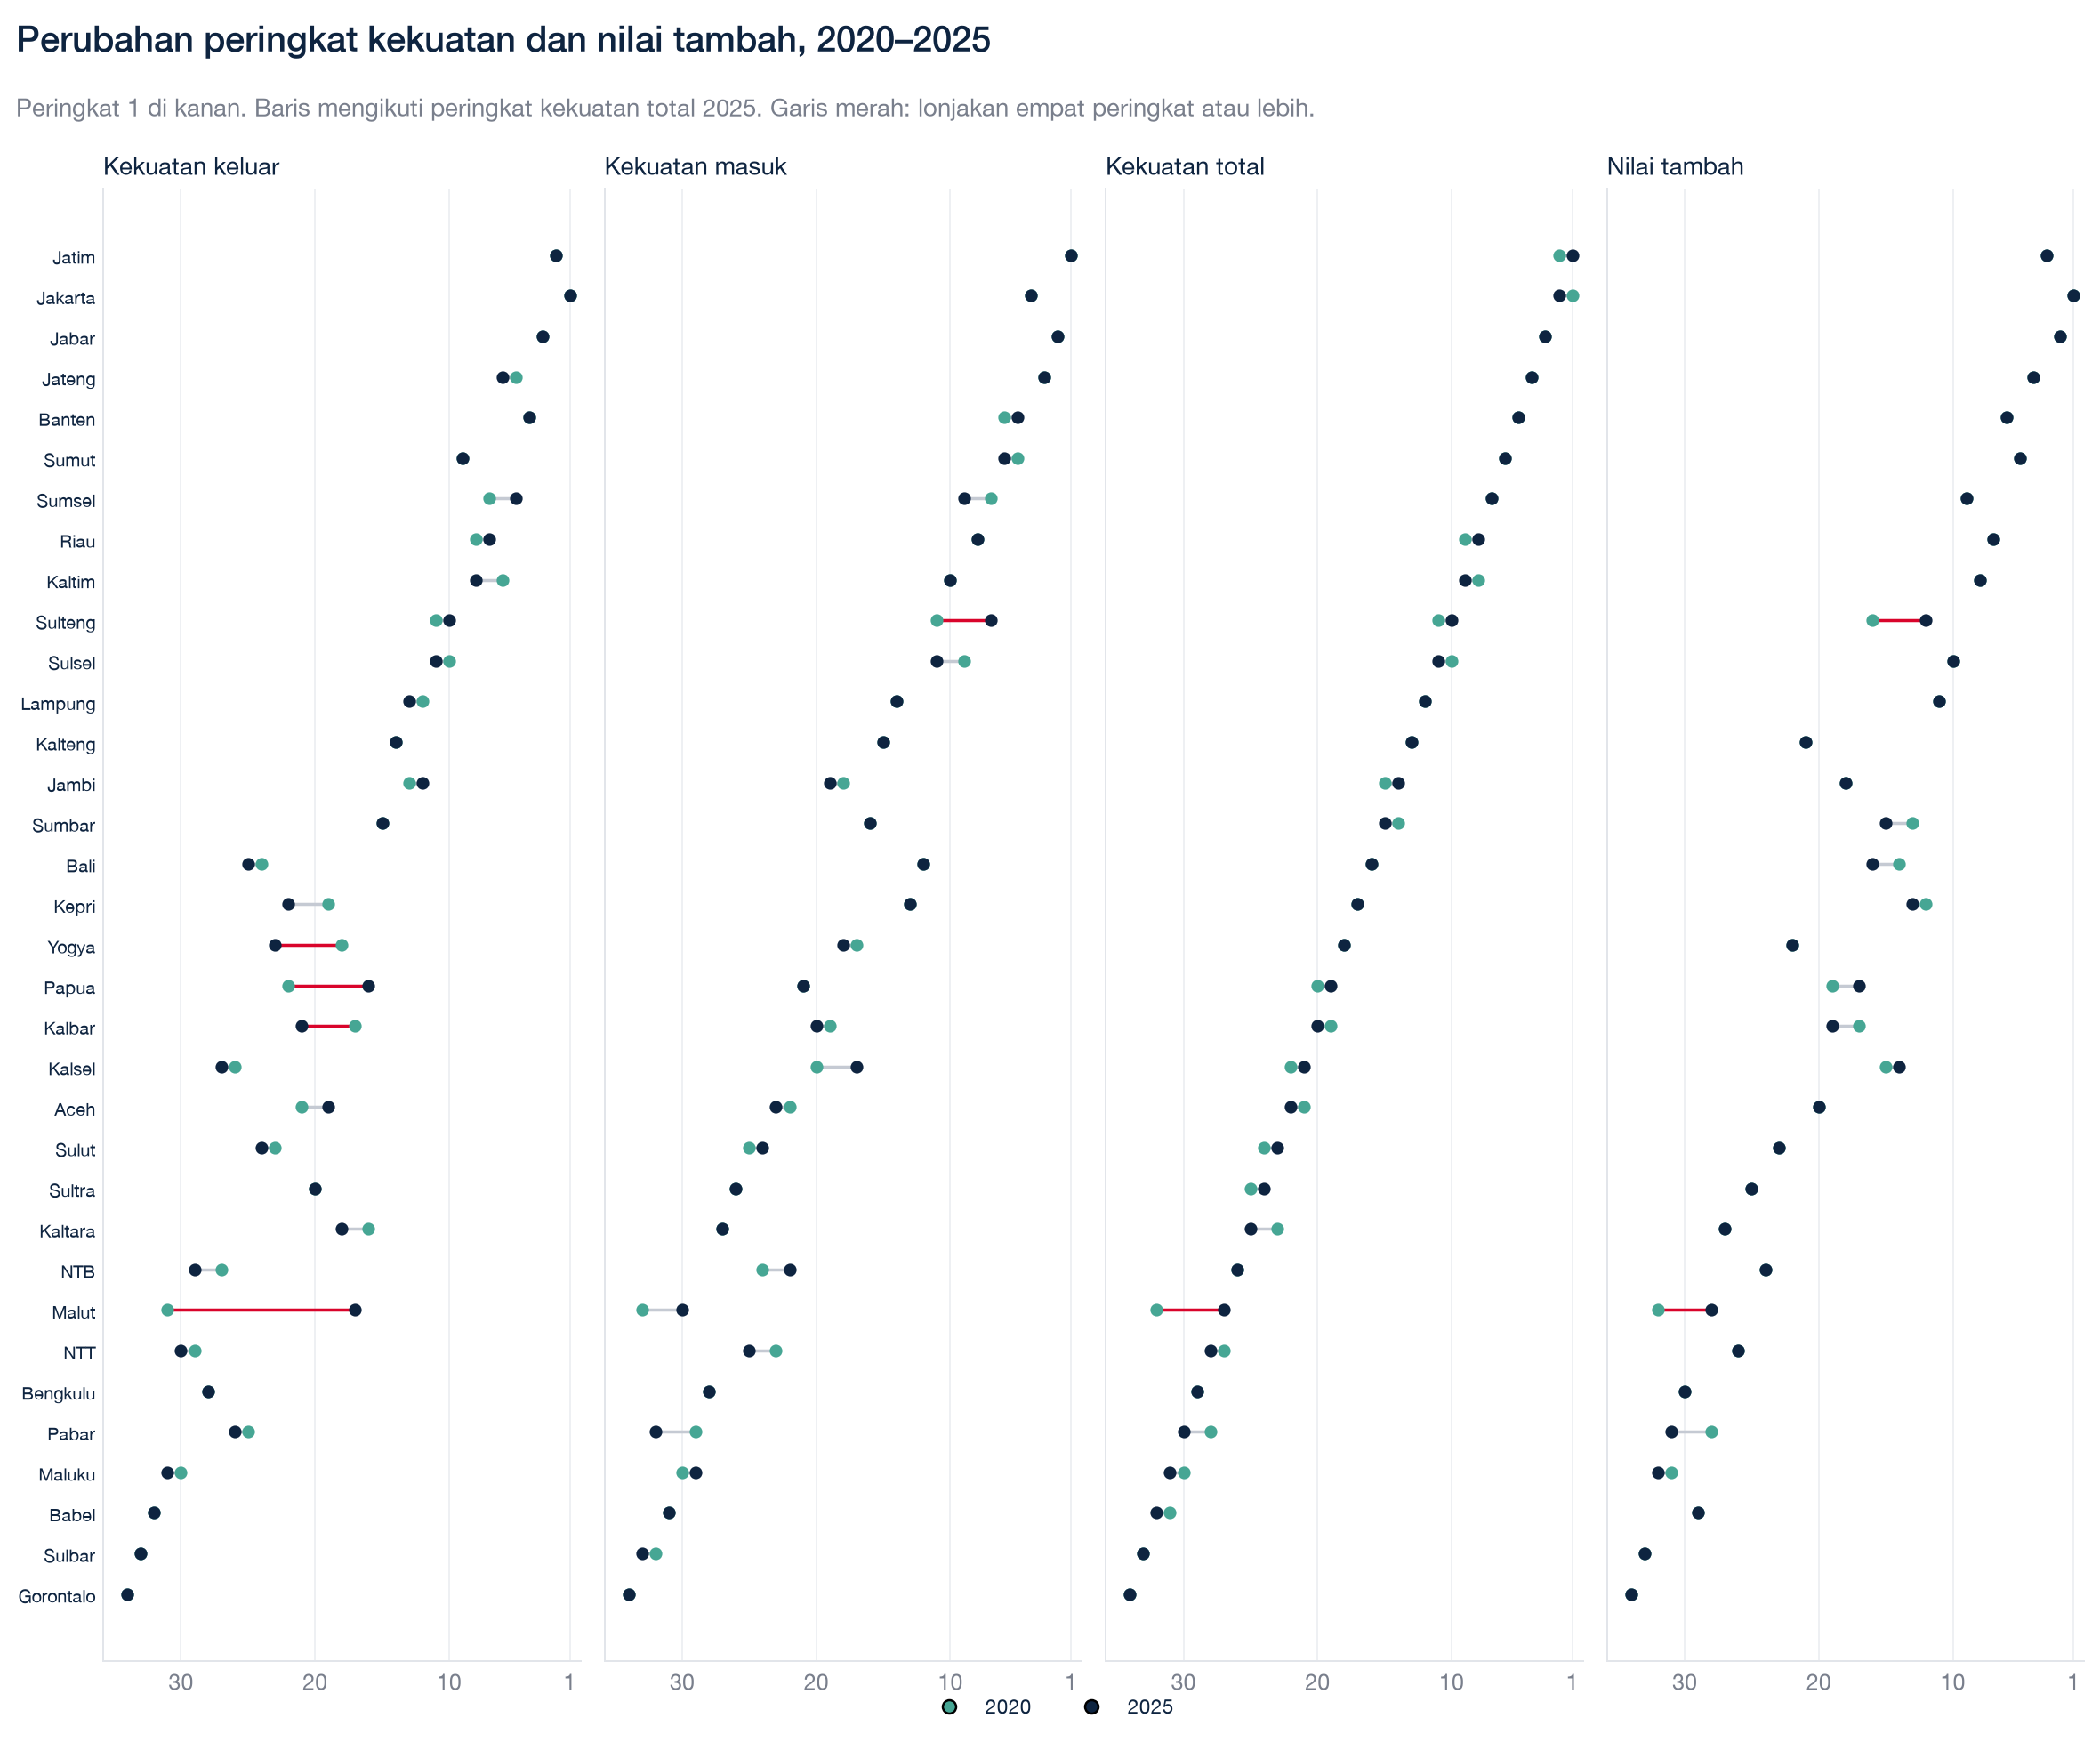 Perubahan peringkat kekuatan dan nilai tambah, 2020–2025
Peringkat 1 di kanan. Baris mengikuti peringkat kekuatan total 2025. Garis merah: lonjakan empat peringkat atau lebih.
Kekuatan keluar
Kekuatan masuk
Kekuatan total
Nilai tambah
Jatim
Jakarta
Jabar
Jateng
Banten
Sumut
Sumsel
Riau
Kaltim
Sulteng
Sulsel
Lampung
Kalteng
Jambi
Sumbar
Bali
Kepri
Yogya
Papua
Kalbar
Kalsel
Aceh
Sulut
Sultra
Kaltara
NTB
Malut
NTT
Bengkulu
Pabar
Maluku
Babel
Sulbar
Gorontalo
30 20 10 1 30 20 10 1 30 20 10 1 30 20 10 1
2020 2025